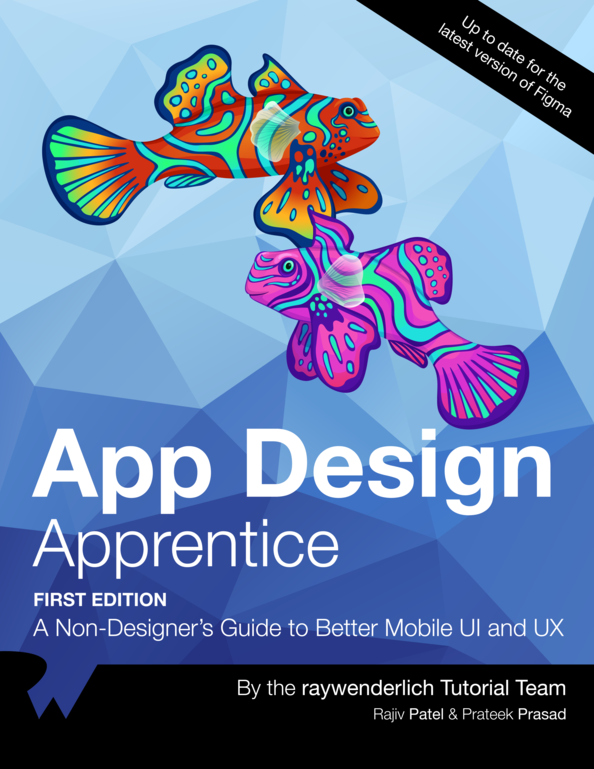 Up to date for the
latest version of Figma
App Design
Apprentice
FIRST EDITION
A Non-Designer’s Guide to Better Mobile UI and UX
By the raywenderlich Tutorial Team
Rajiv Patel & Prateek Prasad